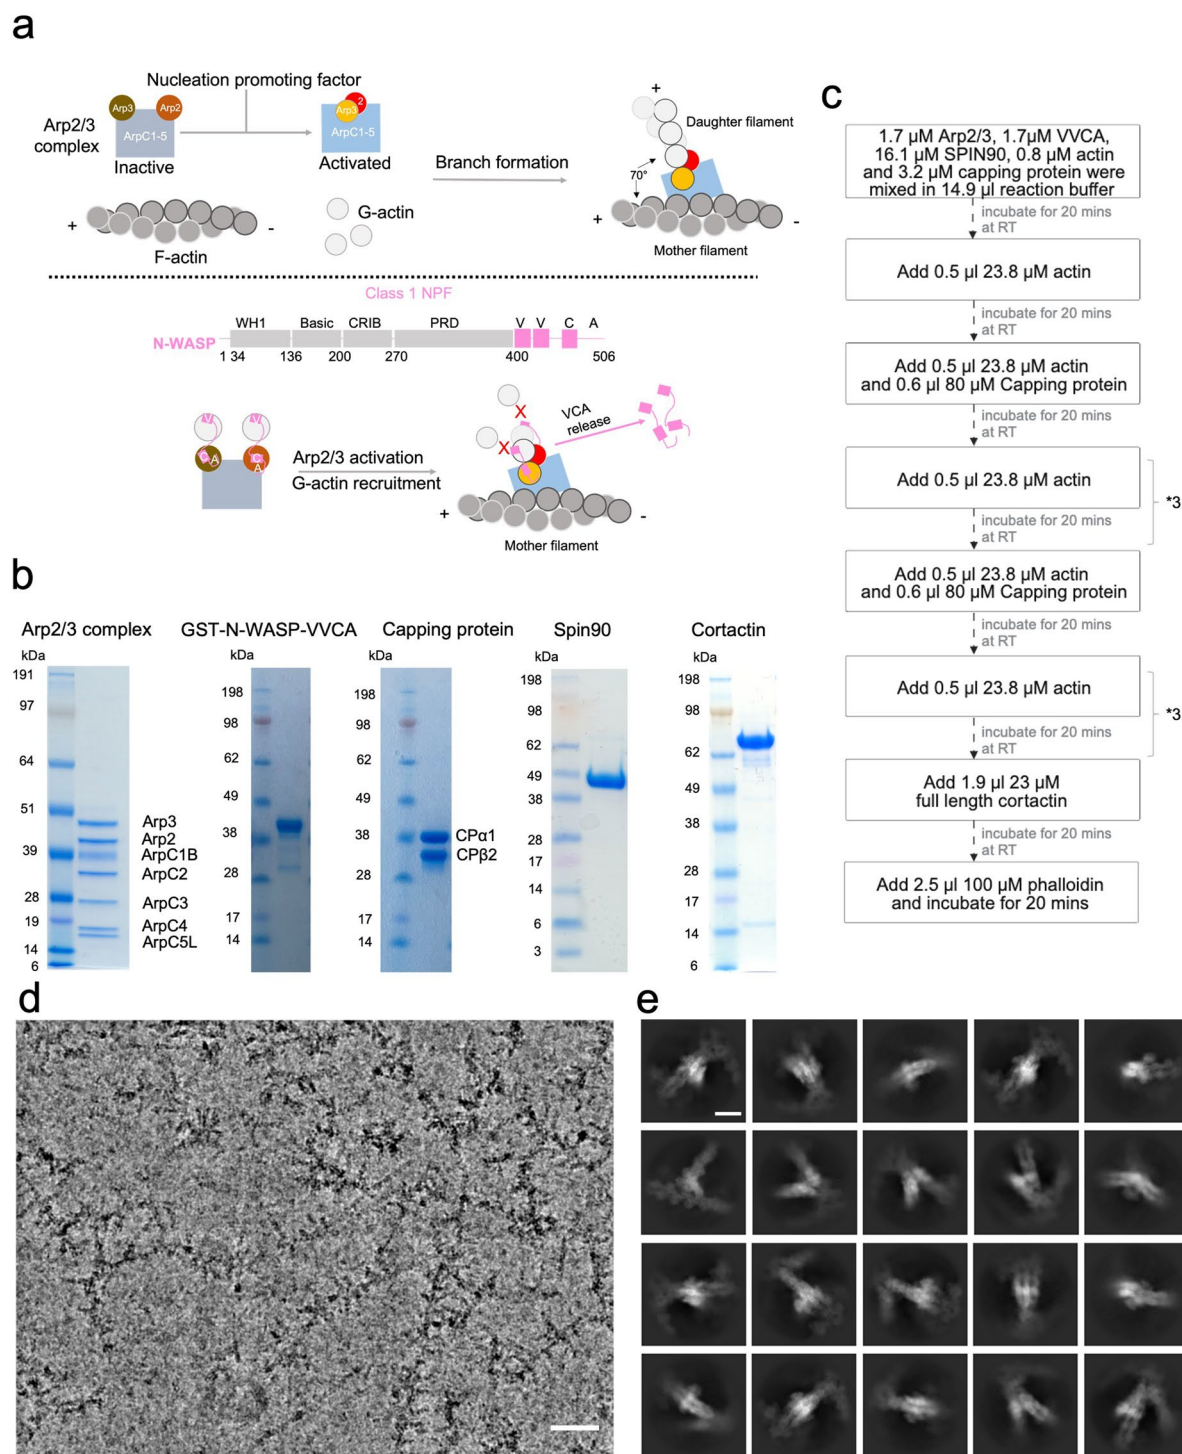 a
Nucleation promoting factor
Arp3
Arp2
ArpC1-5
Arp2/3
complex
Inactive
Arp3
2
ArpC1-5
Activated
Branch formation
+
Daughter filament
70°
+
-
Mother filament
+
-
F-actin
G-actin
Class 1 NPF
WH1
Basic
CRIB
PRD
V
V
C
A
N-WASP
1 34
136
200
270
400
506
V
V
C
A
C
A
Arp2/3 activation
G-actin recruitment
X
X
VCA
release
+
-
Mother filament
b
Arp2/3 complex
kDa
191
97
64
51
39
28
19
14
6
Arp3
Arp2
ArpC1B
ArpC2
ArpC3
ArpC4
ArpC5L
GST-N-WASP-VVCA
kDa
198
98
62
49
38
28
17
14
Capping protein
kDa
198
98
62
49
38
28
17
14
CPα1
CPβ2
Spin90
kDa
198
98
62
49
38
28
17
14
6
3
Cortactin
kDa
198
98
62
49
38
28
17
14
6
c
1.7 µM Arp2/3, 1.7µM VVCA,
16.1 µM SPIN90, 0.8 µM actin
and 3.2 µM capping protein were
mixed in 14.9 µl reaction buffer
incubate for 20 mins
at RT
Add 0.5 µl 23.8 µM actin
incubate for 20 mins
at RT
Add 0.5 µl 23.8 µM actin
and 0.6 µl 80 µM Capping protein
incubate for 20 mins
at RT
Add 0.5 µl 23.8 µM actin
incubate for 20 mins
at RT
*3
Add 0.5 µl 23.8 µM actin
and 0.6 µl 80 µM Capping protein
incubate for 20 mins
at RT
Add 0.5 µl 23.8 µM actin
incubate for 20 mins
at RT
*3
Add 1.9 µl 23 µM
full length cortactin
incubate for 20 mins
at RT
Add 2.5 µl 100 µM phalloidin
and incubate for 20 mins
d
e